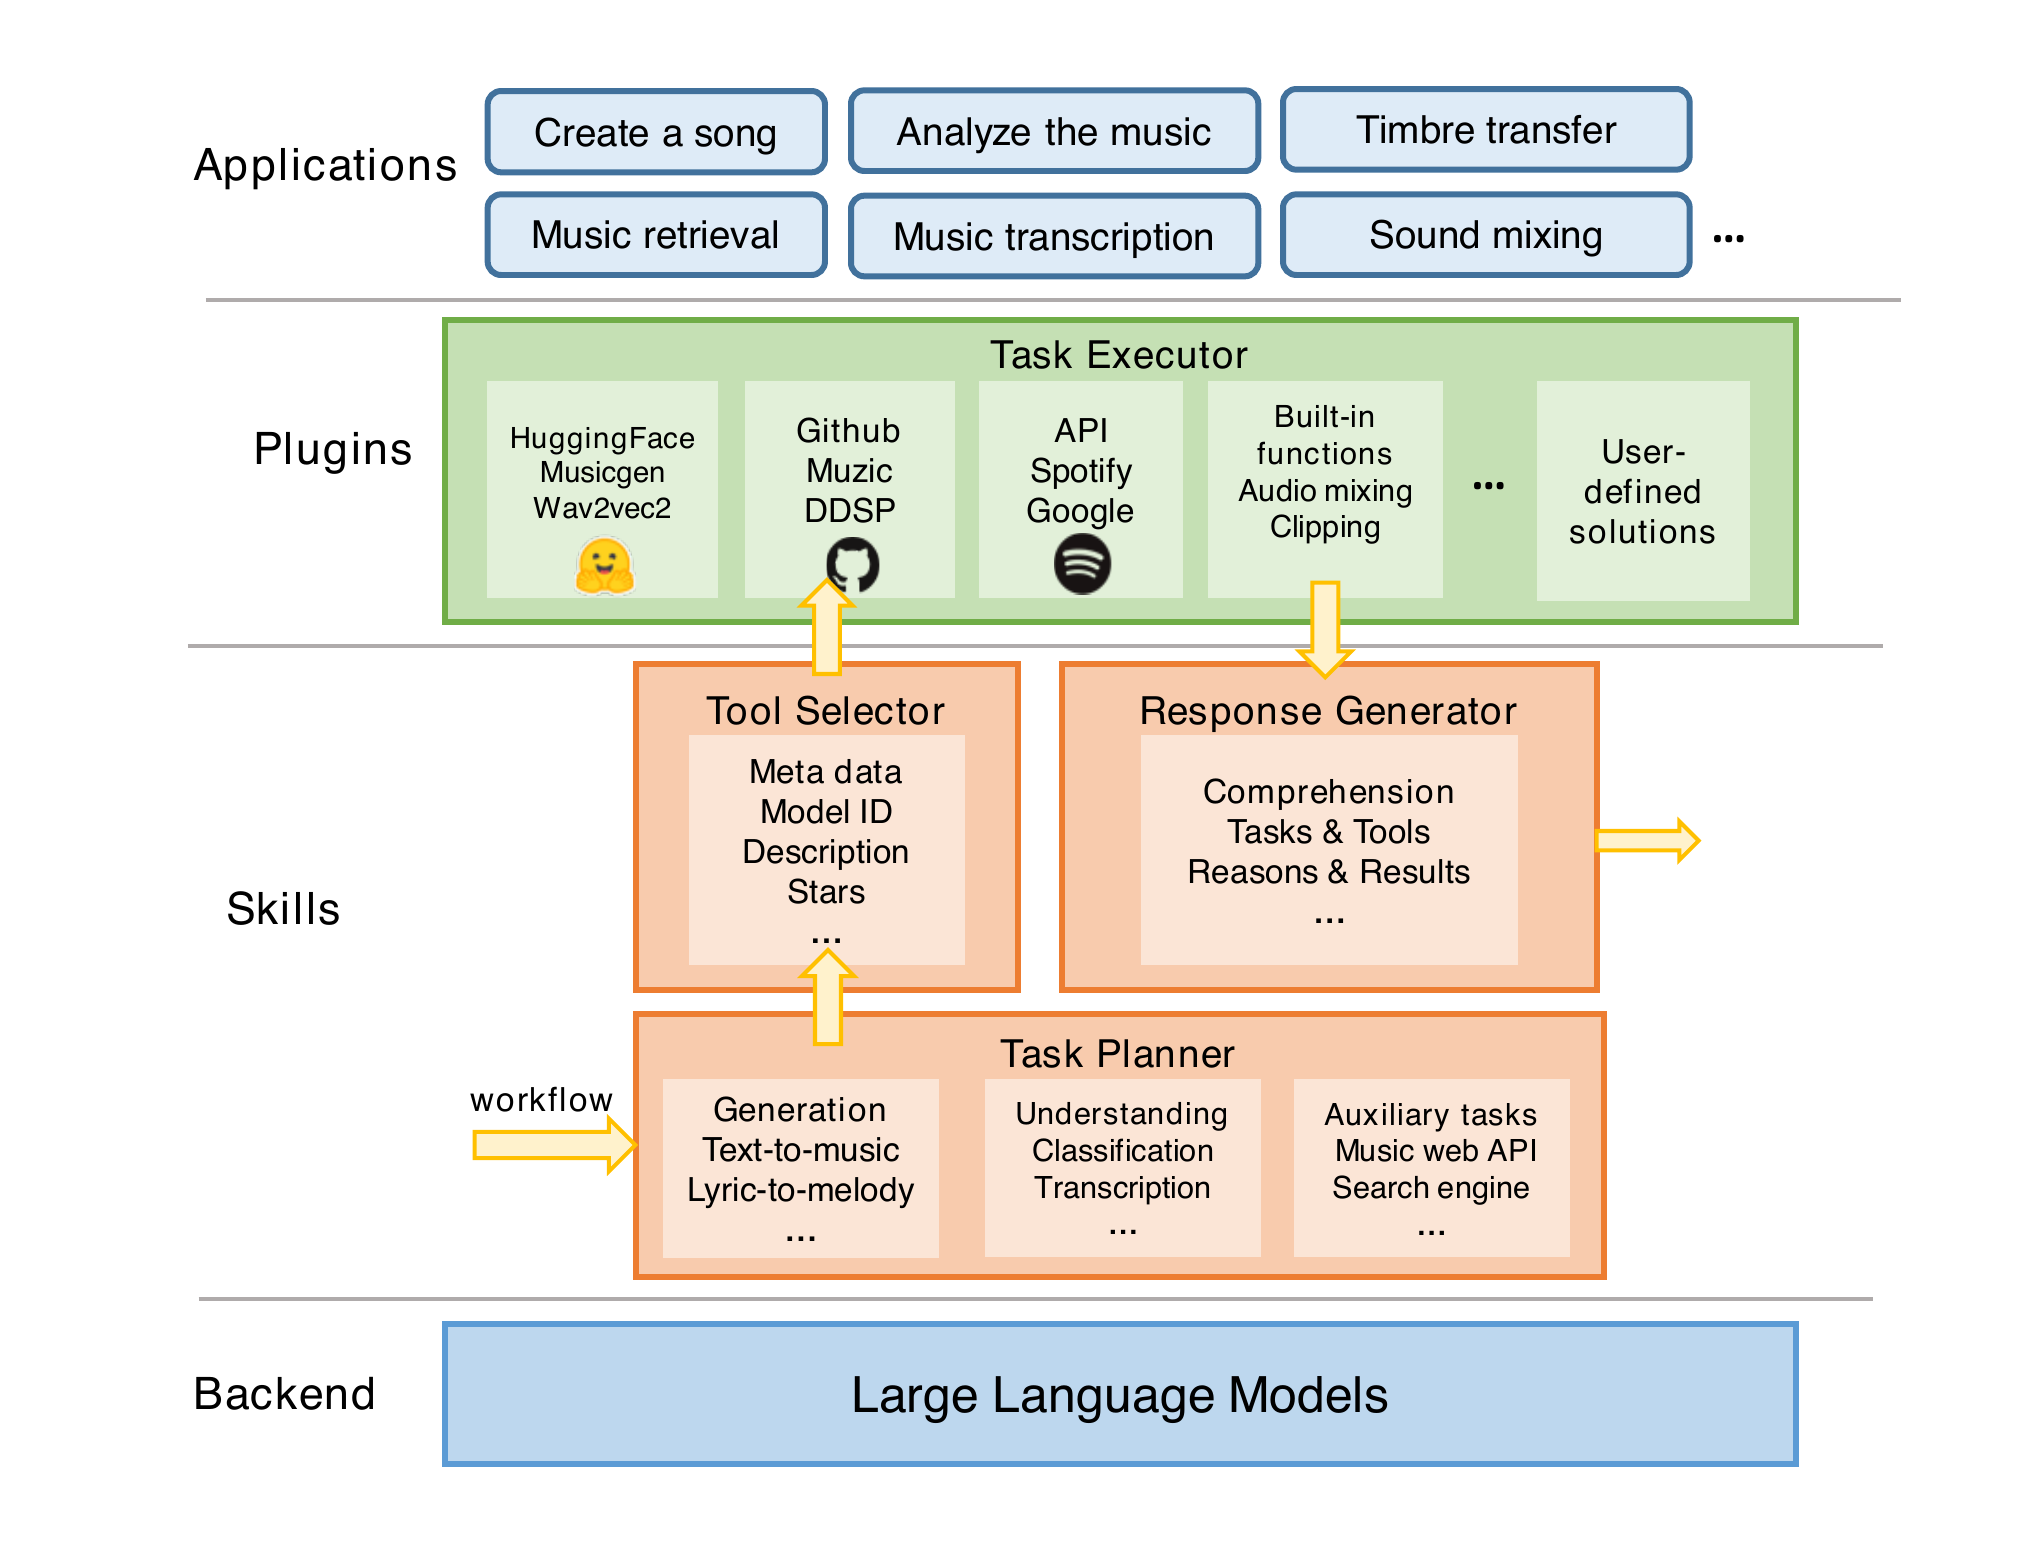 Applications
Create a song
Analyze the music
Timbre transfer
Music retrieval
Music transcription
Sound mixing
...
Plugins
Task Executor
HuggingFace
Musicgen
Wav2vec2
Github
Muzic
DDSP
API
Spotify
Google
Built-in
functions
Audio mixing
Clipping
...
User-
defined
solutions
Skills
Tool Selector
Meta data
Model ID
Description
Stars
...
Response Generator
Comprehension
Tasks & Tools
Reasons & Results
...
workflow
Task Planner
Generation
Text-to-music
Lyric-to-melody
...
Understanding
Classification
Transcription
...
Auxiliary tasks
Music web API
Search engine
...
Backend
Large Language Models